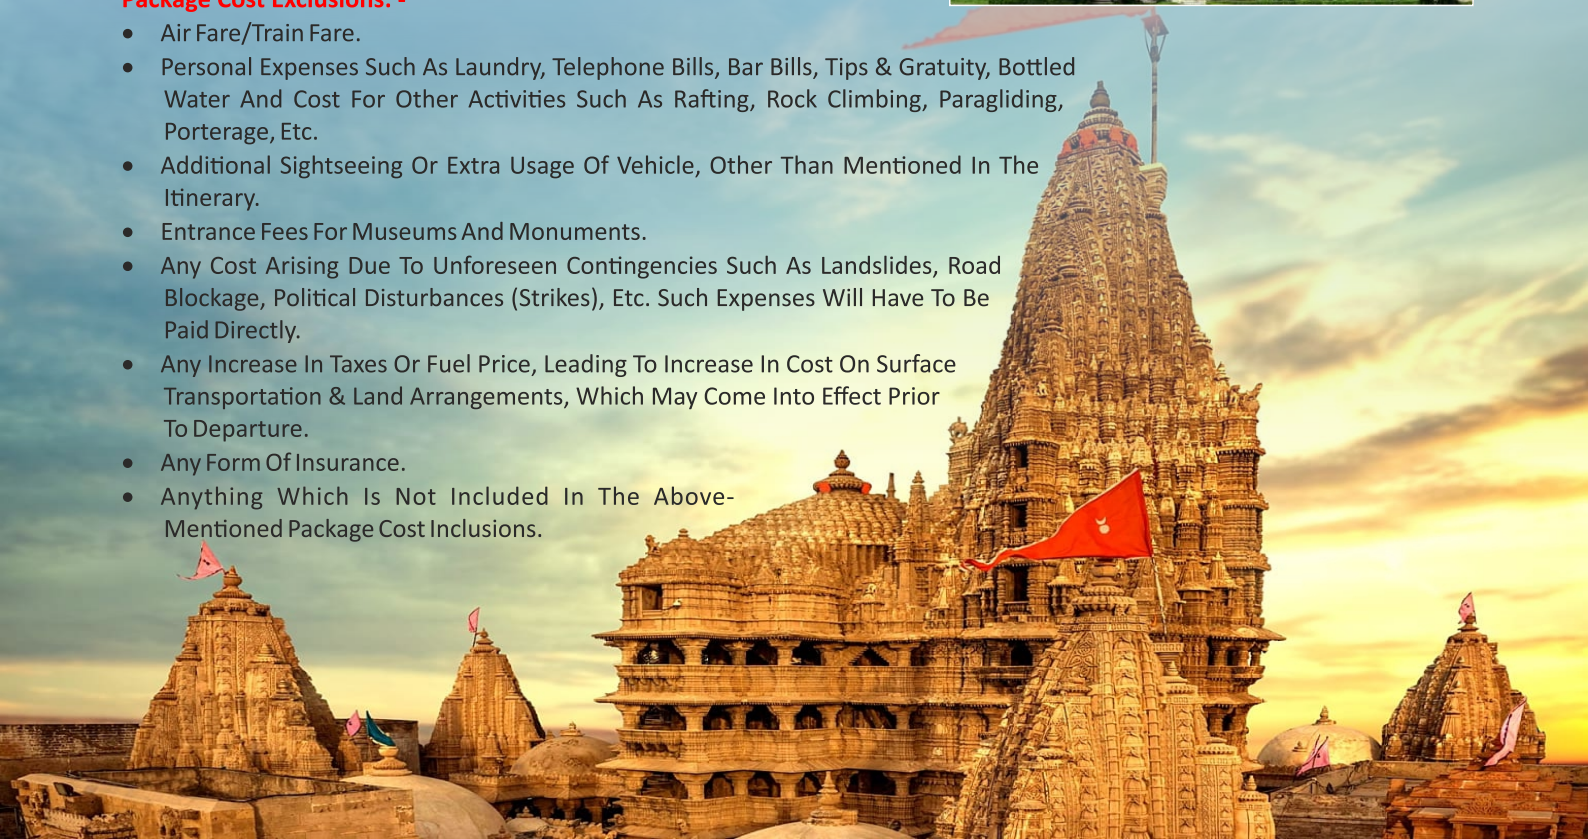 Package Cost Exclusions: -
• Air Fare/Train Fare.
• Personal Expenses Such As Laundry, Telephone Bills, Bar Bills, Tips & Gratuity, Bottled
Water And Cost For Other Activities Such As Rafting, Rock Climbing, Paragliding,
Porterage, Etc.
• Additional Sightseeing Or Extra Usage Of Vehicle, Other Than Mentioned In The
Itinerary.
• Entrance Fees For Museums And Monuments.
• Any Cost Arising Due To Unforeseen Contingencies Such As Landslides, Road
Blockage, Political Disturbances (Strikes), Etc. Such Expenses Will Have To Be
Paid Directly.
• Any Increase In Taxes Or Fuel Price, Leading To Increase In Cost On Surface
Transportation & Land Arrangements, Which May Come Into Effect Prior
To Departure.
• Any Form Of Insurance.
• Anything Which Is Not Included In The Above-
Mentioned Package Cost Inclusions.